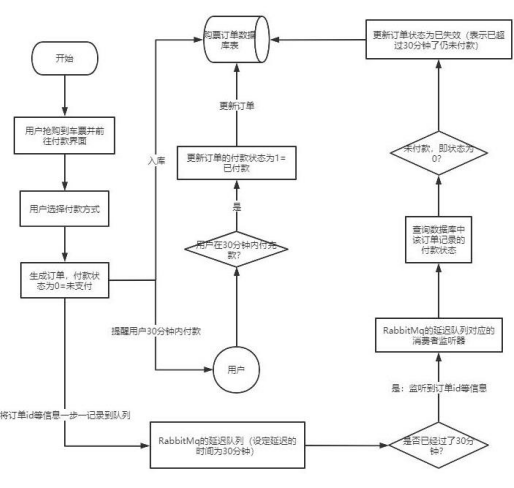 开始
用户抢购到车票并前
往付款界面
用户选择付款方式
生成订单，付款状
态为0=未支付
将订单id等信息一步一记录到队列
入库
提醒用户30分钟内付款
购票订单数据
库表
更新订单
更新订单的付款状态为1=
已付款
是
用户在30分钟内付完
款?
用户
RabbitMq的延迟队列（设定延迟的
时间为30分钟）
更新订单状态为已失效（表示已超
过30分钟了仍未付款）
未付款，即状态为
0?
查询数据库中
该订单记录的
付款状态
RabbitMq的延迟队列对应的
消费者监听器
是：监听到订单id等信息
是否已经过了30分
钟?